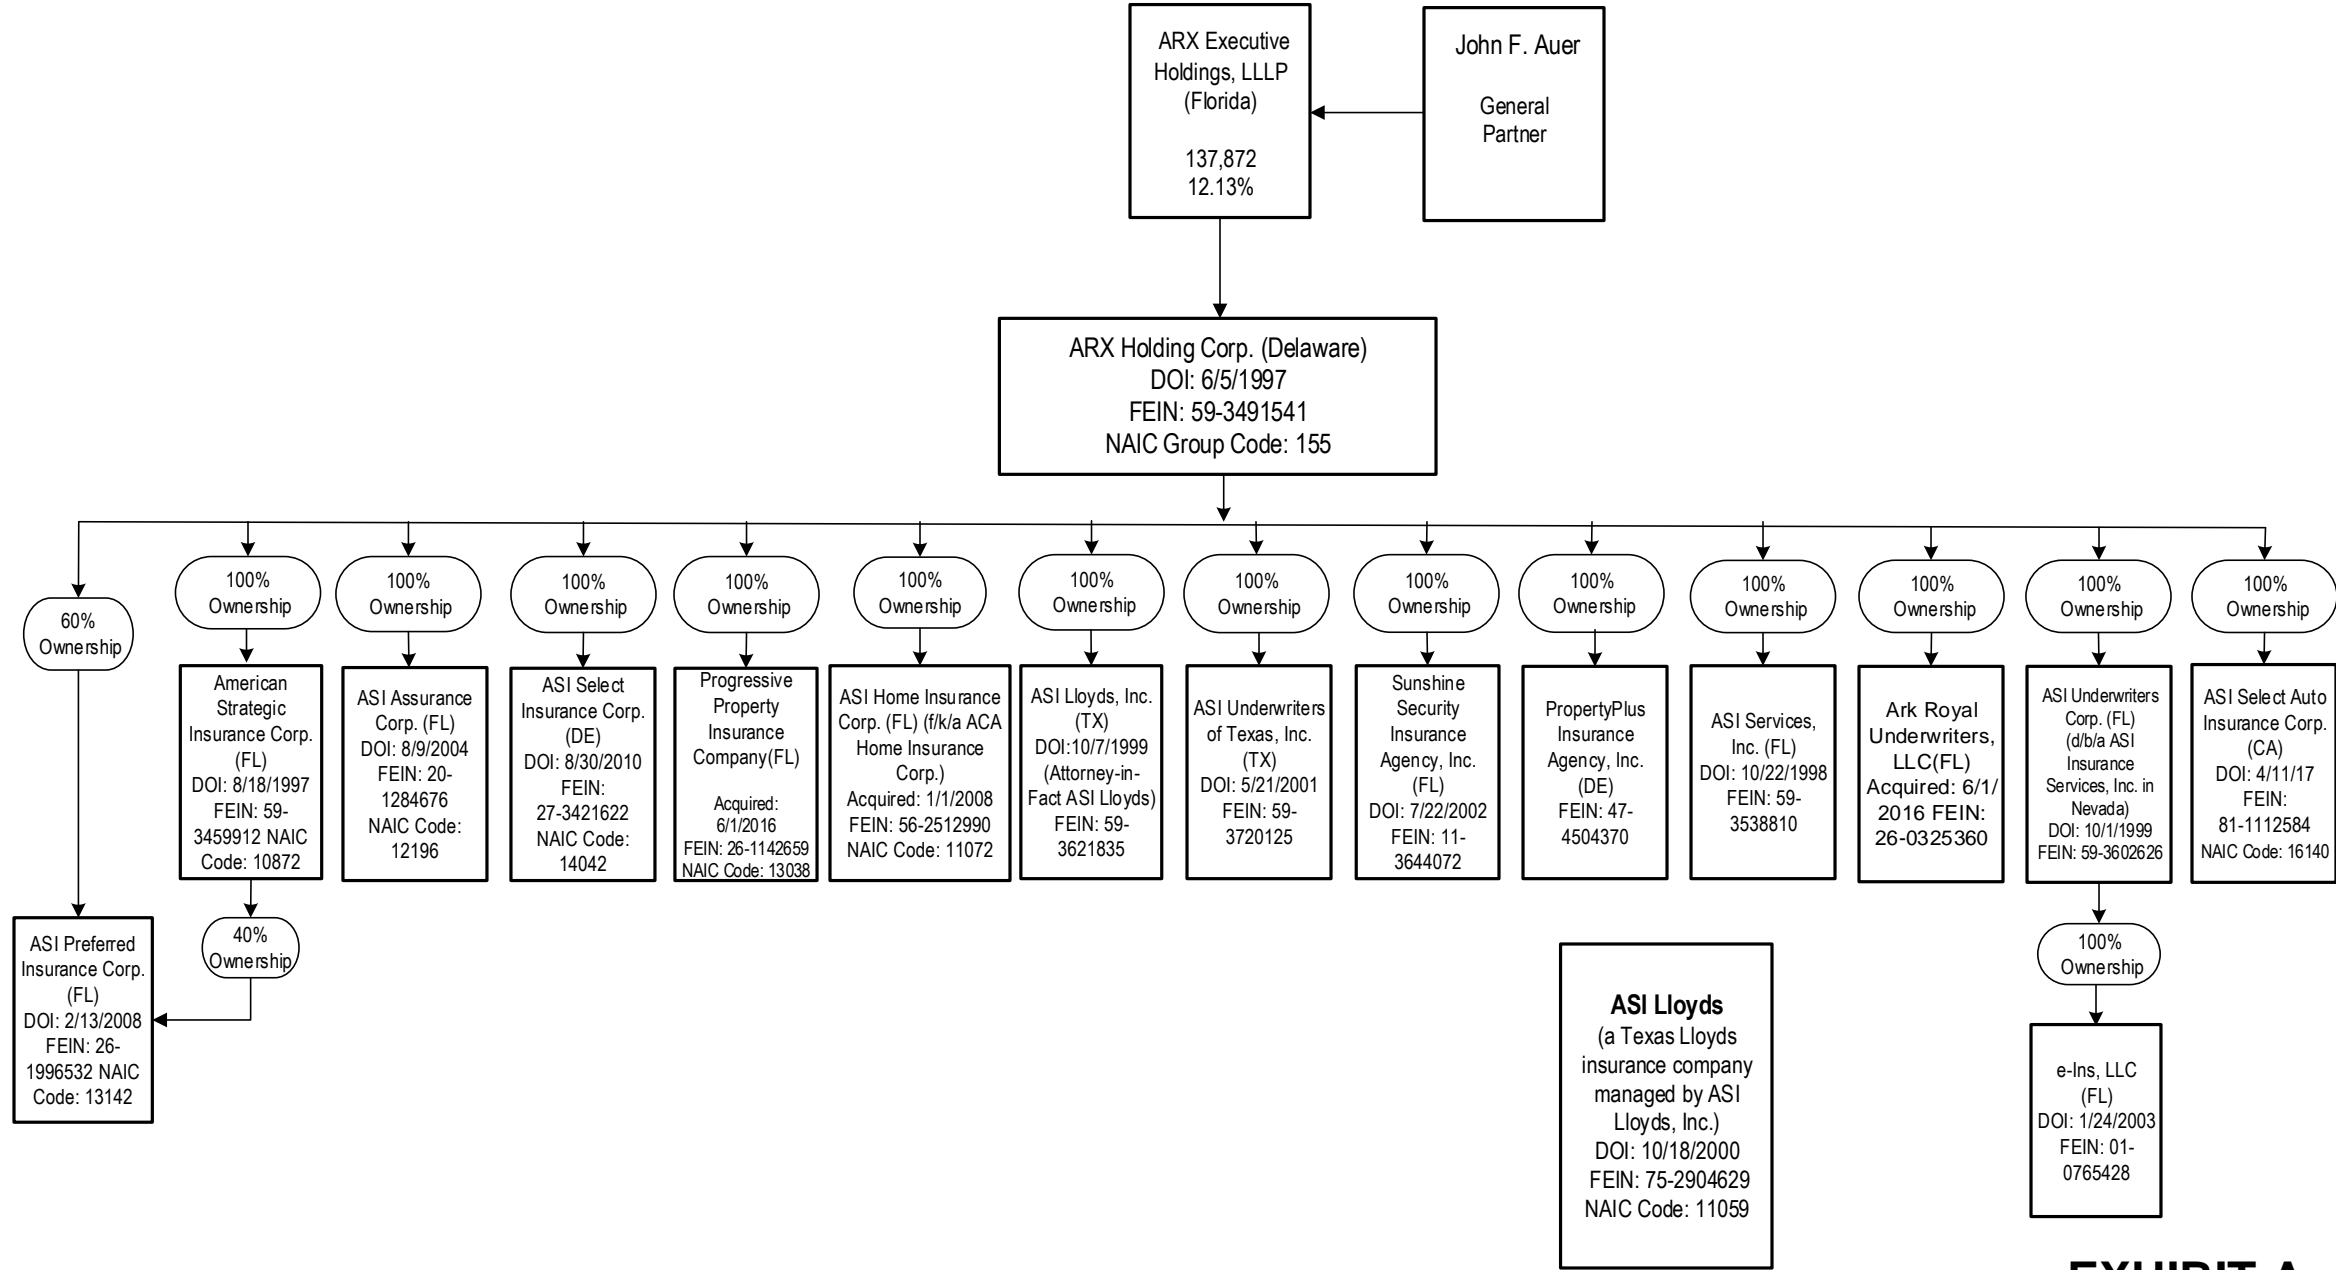 ARX Executive
Holdings, LLLP
(Florida)
137,872
12.13%
John F. Auer
General
Partner
ARX Holding Corp. (Delaware)
DOI: 6/5/1997
FEIN: 59-3491541
NAIC Group Code: 155
60%
Ownership
100%
Ownership
100%
Ownership
100%
Ownership
100%
Ownership
100%
Ownership
100%
Ownership
100%
Ownership
100%
Ownership
100%
Ownership
100%
Ownership
100%
Ownership
100%
Ownership
100%
Ownership
American
Strategic
Insurance Corp.
(FL)
DOI: 8/18/1997
FEIN: 59-
3459912 NAIC
Code: 10872
ASI Assurance
Corp. (FL)
DOI: 8/9/2004
FEIN: 20-
1284676
NAIC Code:
12196
ASI Select
Insurance Corp.
(DE)
DOI: 8/30/2010
FEIN:
27-3421622
NAIC Code:
14042
Progressive
Property
Insurance
Company(FL)
Acquired:
6/1/2016
FEIN: 26-1142659
NAIC Code: 13038
ASI Home Insurance
Corp. (FL) (f/k/a ACA
Home Insurance
Corp.)
Acquired: 1/1/2008
FEIN: 56-2512990
NAIC Code: 11072
ASI Lloyds, Inc.
(TX)
DOI:10/7/1999
(Attorney-in-
Fact ASI Lloyds)
FEIN: 59-
3621835
ASI Underwriters
of Texas, Inc.
(TX)
DOI: 5/21/2001
FEIN: 59-
3720125
Sunshine
Security
Insurance
Agency, Inc.
(FL)
DOI: 7/22/2002
FEIN: 11-
3644072
PropertyPlus
Insurance
Agency, Inc.
(DE)
FEIN: 47-
4504370
ASI Services,
Inc. (FL)
DOI: 10/22/1998
FEIN: 59-
3538810
Ark Royal
Underwriters,
LLC(FL)
Acquired: 6/1/
2016 FEIN:
26-0325360
ASI Underwriters
Corp. (FL)
(d/b/a ASI
Insurance
Services, Inc. in
Nevada)
DOI: 10/1/1999
FEIN: 59-3602626
ASI Select Auto
Insurance Corp.
(CA)
DOI: 4/11/17
FEIN:
81-1112584
NAIC Code: 16140
ASI Preferred
Insurance Corp.
(FL)
DOI: 2/13/2008
FEIN: 26-
1996532 NAIC
Code: 13142
40%
Ownership
ASI Lloyds
(a Texas Lloyds
insurance company
managed by ASI
Lloyds, Inc.)
DOI: 10/18/2000
FEIN: 75-2904629
NAIC Code: 11059
100%
Ownership
e-Ins, LLC
(FL)
DOI: 1/24/2003
FEIN: 01-
0765428
EXHIBIT A